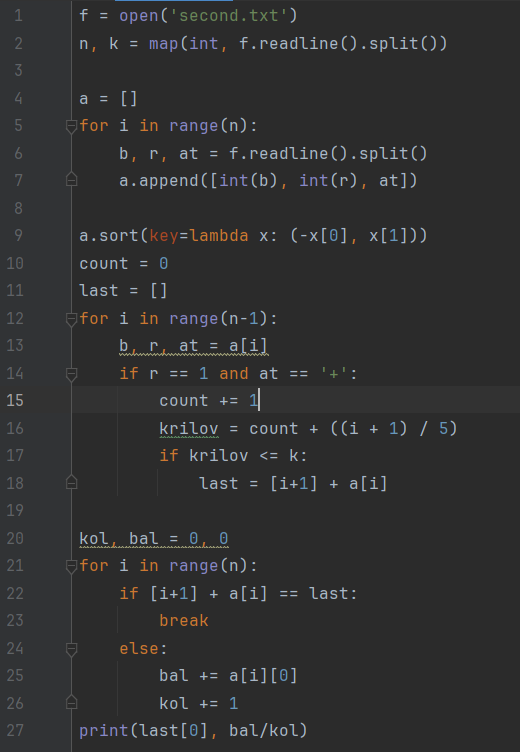 1 f = open('second.txt')
2 n, k = map(int, f.readline().split())
3
4 a = []
5 for i in range(n):
6     b, r, at = f.readline().split()
7     a.append([int(b), int(r), at])
8
9 a.sort(key=lambda x: (-x[0], x[1]))
10 count = 0
11 last = []
12 for i in range(n-1):
13     b, r, at = a[i]
14     if r == 1 and at == '+':
15         count += 1
16         krilov = count + ((i + 1) / 5)
17         if krilov <= k:
18             last = [i+1] + a[i]
19
20 kol, bal = 0, 0
21 for i in range(n):
22     if [i+1] + a[i] == last:
23         break
24     else:
25         bal += a[i][0]
26         kol += 1
27 print(last[0], bal/kol)